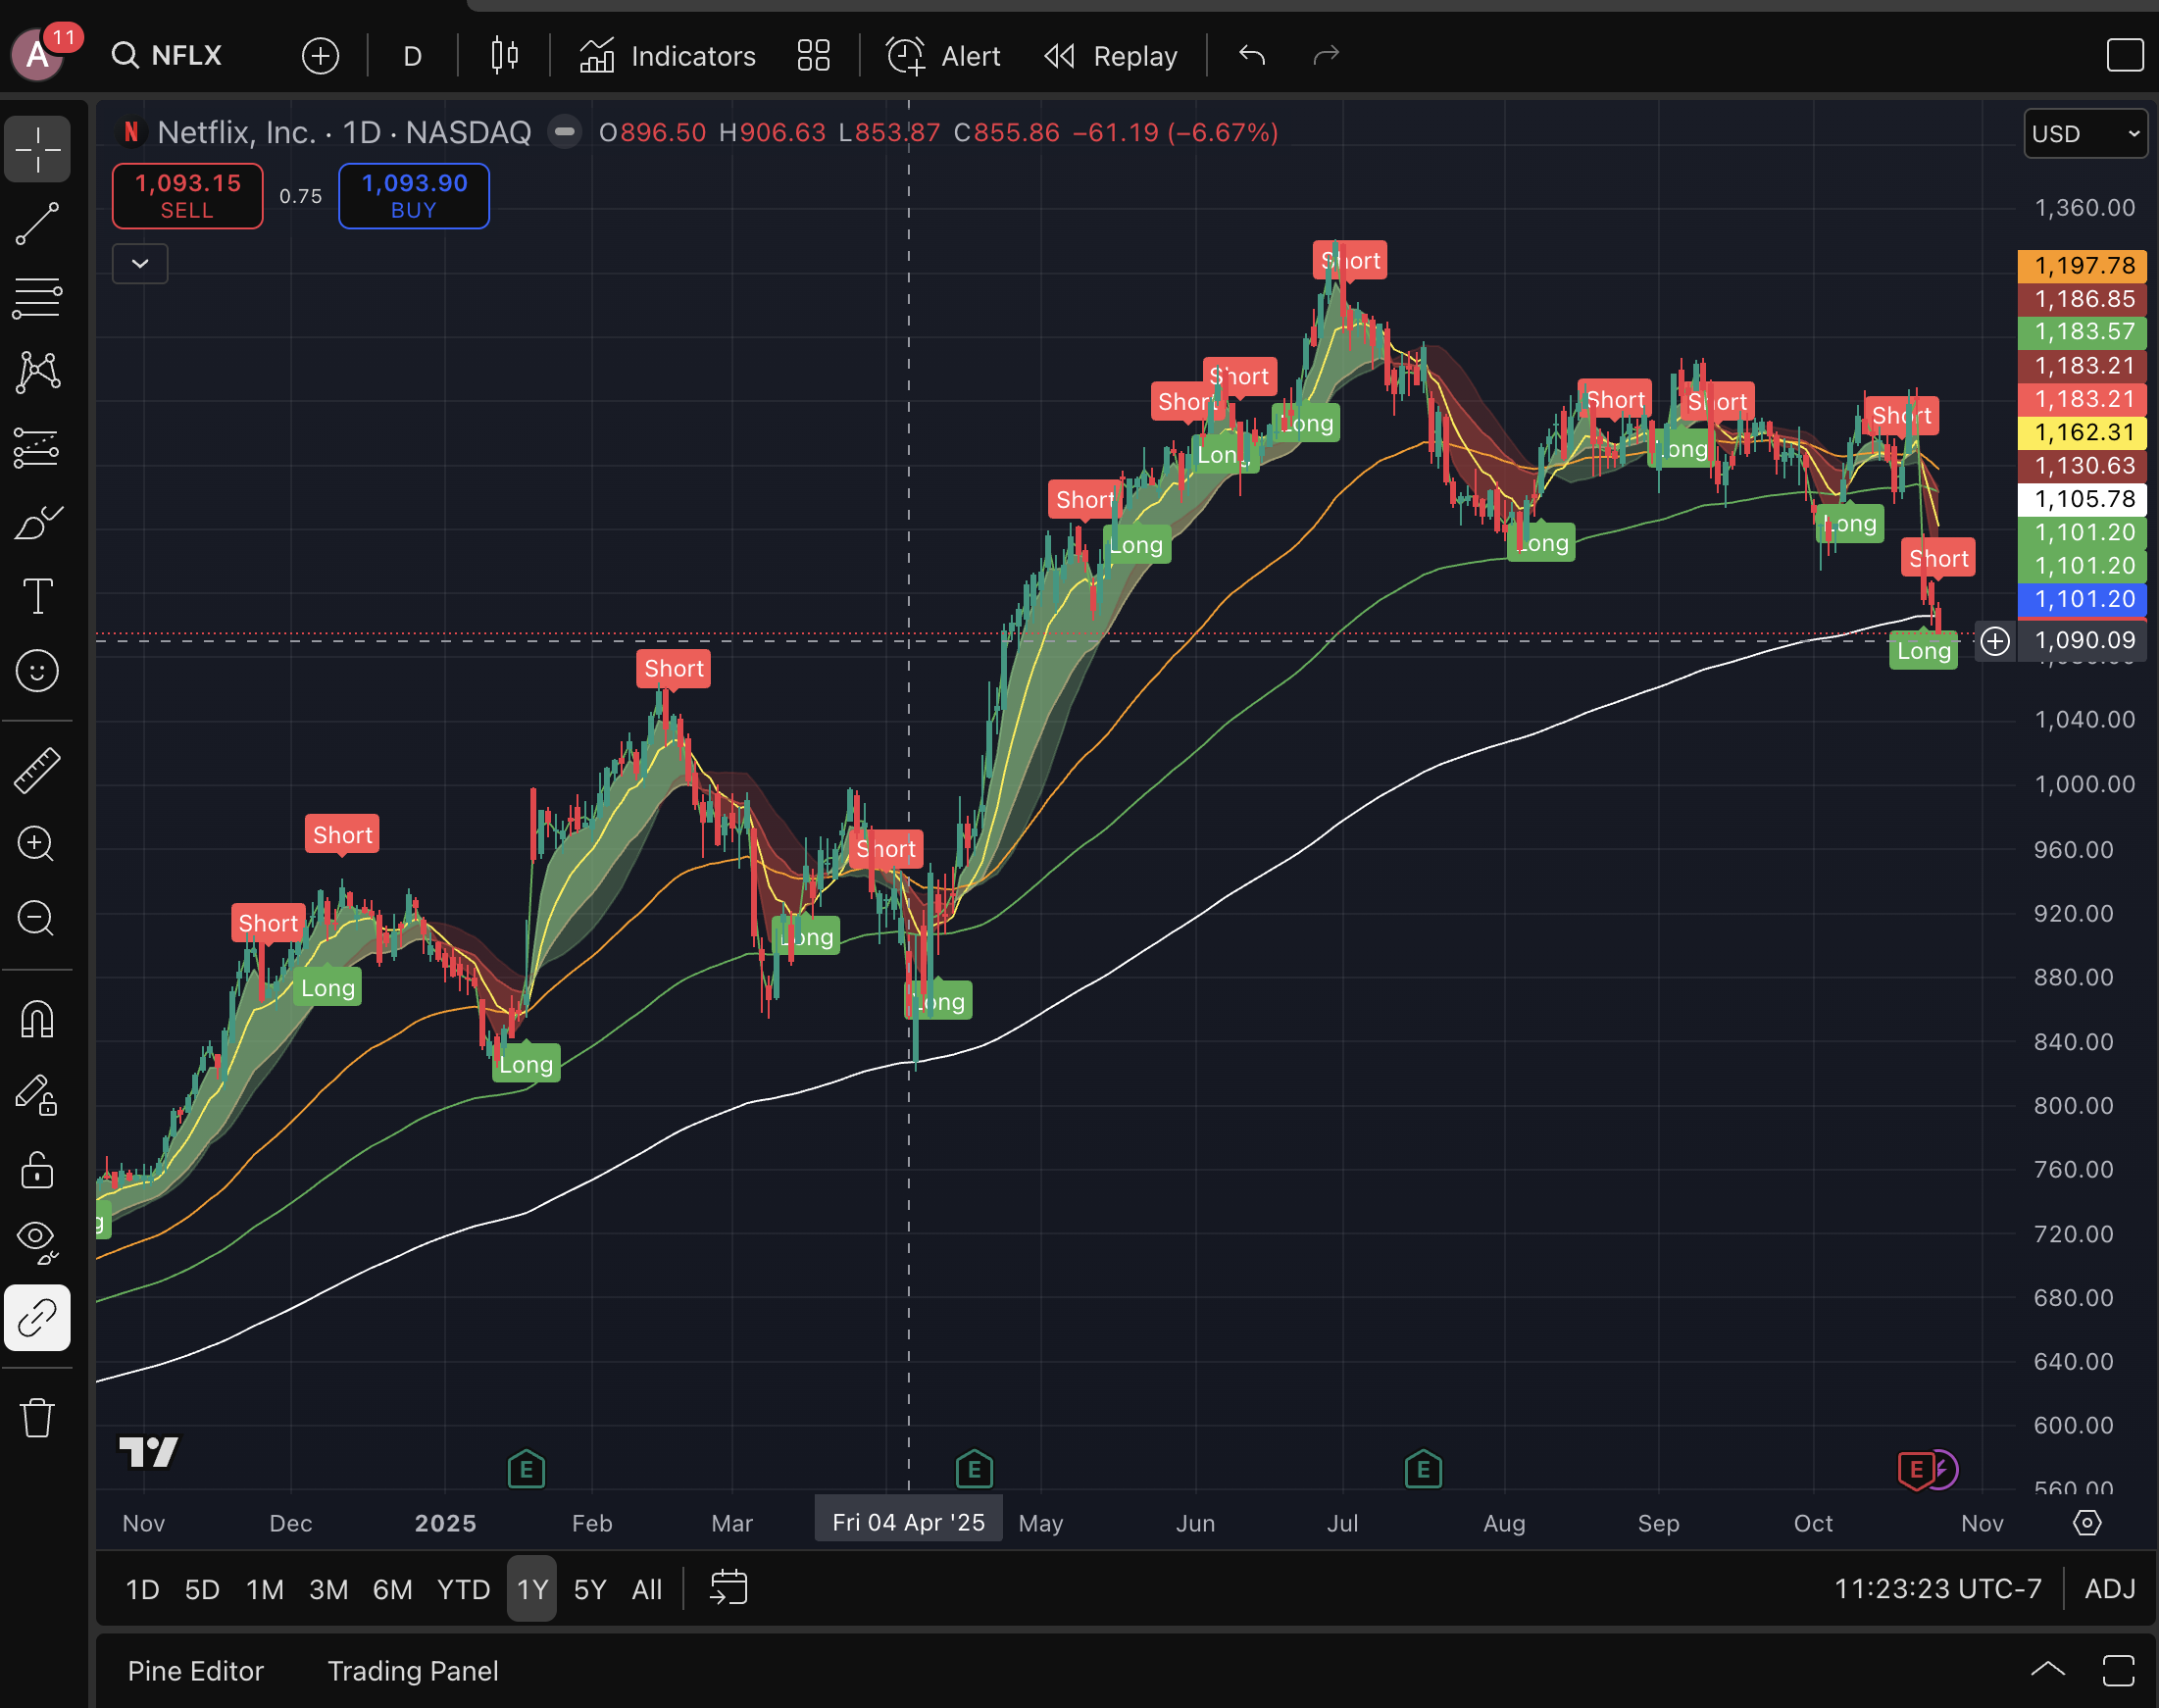 A
11
NFLX
D
Indicators
Alert
Replay
N
Netflix, Inc. · 1D · NASDAQ
O896.50 H906.63 L853.87 C855.86 −61.19 (−6.67%)
USD
1,093.15
SELL
0.75
1,093.90
BUY
1,360.00
1,197.78
1,186.85
1,183.57
1,183.21
1,183.21
1,162.31
1,130.63
1,105.78
1,101.20
1,101.20
1,101.20
1,090.09
1,040.00
1,000.00
960.00
920.00
880.00
840.00
800.00
760.00
720.00
680.00
640.00
600.00
560.00
Short
Short
Short
Short
Short
Short
Short
Short
Short
Short
Short
Short
Long
Long
Long
Long
Long
Long
Long
Long
Long
Long
Long
g
E
E
E
E
Nov
Dec
2025
Feb
Mar
Fri 04 Apr '25
May
Jun
Jul
Aug
Sep
Oct
Nov
1D
5D
1M
3M
6M
YTD
1Y
5Y
All
11:23:23 UTC-7
ADJ
Pine Editor
Trading Panel